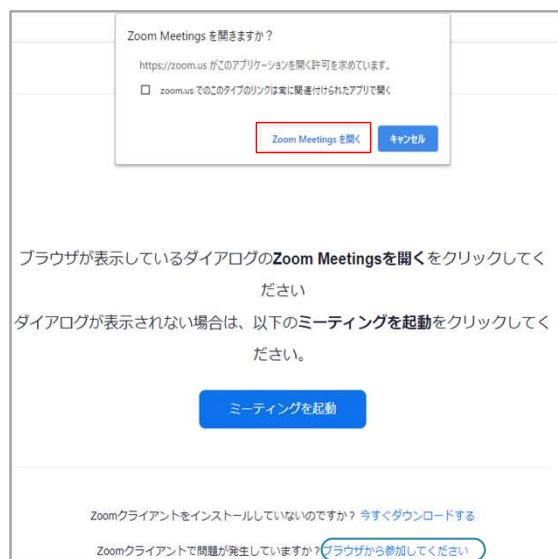 Zoom Meetings を開きますか？
https://zoom.us がこのアプリケーションを開く許可を求めています。
zoom.us でのこのタイプのリンクは常に関連付けられたアプリで開く
Zoom Meetings を開く キャンセル
ブラウザが表示しているダイアログのZoom Meetingsを開くをクリックしてく
ださい
ダイアログが表示されない場合は、以下のミーティングを起動をクリックしてく
ださい。
ミーティングを起動
Zoomクライアントをインストールしていないのですか？ 今すぐダウンロードする
Zoomクライアントで問題が発生していますか？ブラウザから参加してください